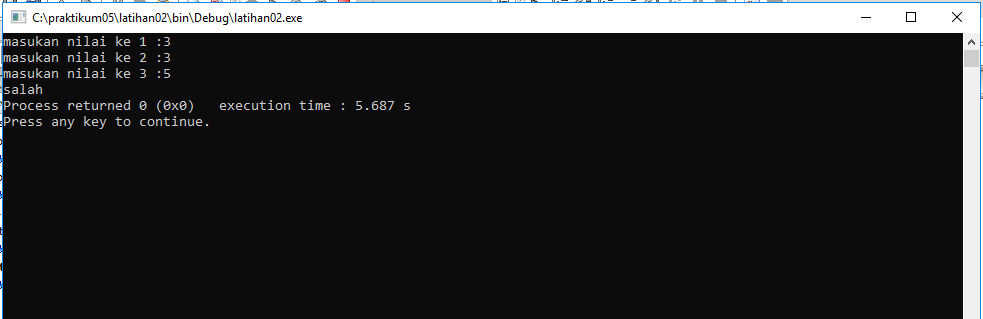 C:\praktikum05\latihan02\bin\Debug\latihan02.exe
masukan nilai ke 1 :3
masukan nilai ke 2 :3
masukan nilai ke 3 :5
salah
Process returned 0 (0x0)   execution time : 5.687 s
Press any key to continue.